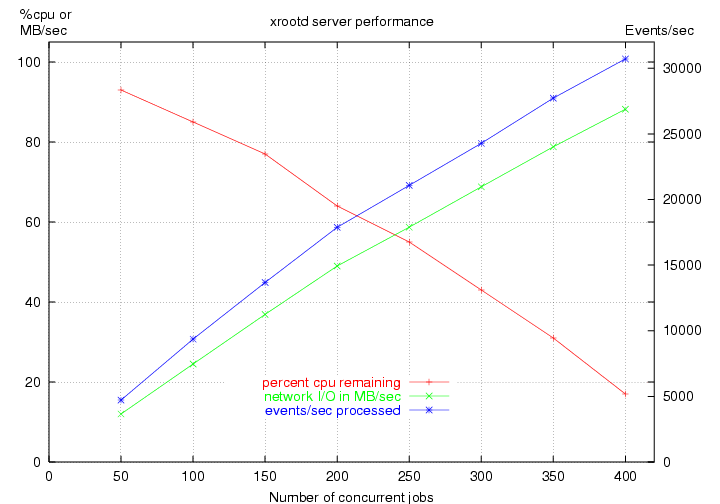 %cpu or
MB/sec
xrootd server performance
Events/sec
100
80
60
40
20
0
30000
25000
20000
15000
10000
5000
0
percent cpu remaining
network I/O in MB/sec
events/sec processed
0 50 100 150 200 250 300 350 400
Number of concurrent jobs